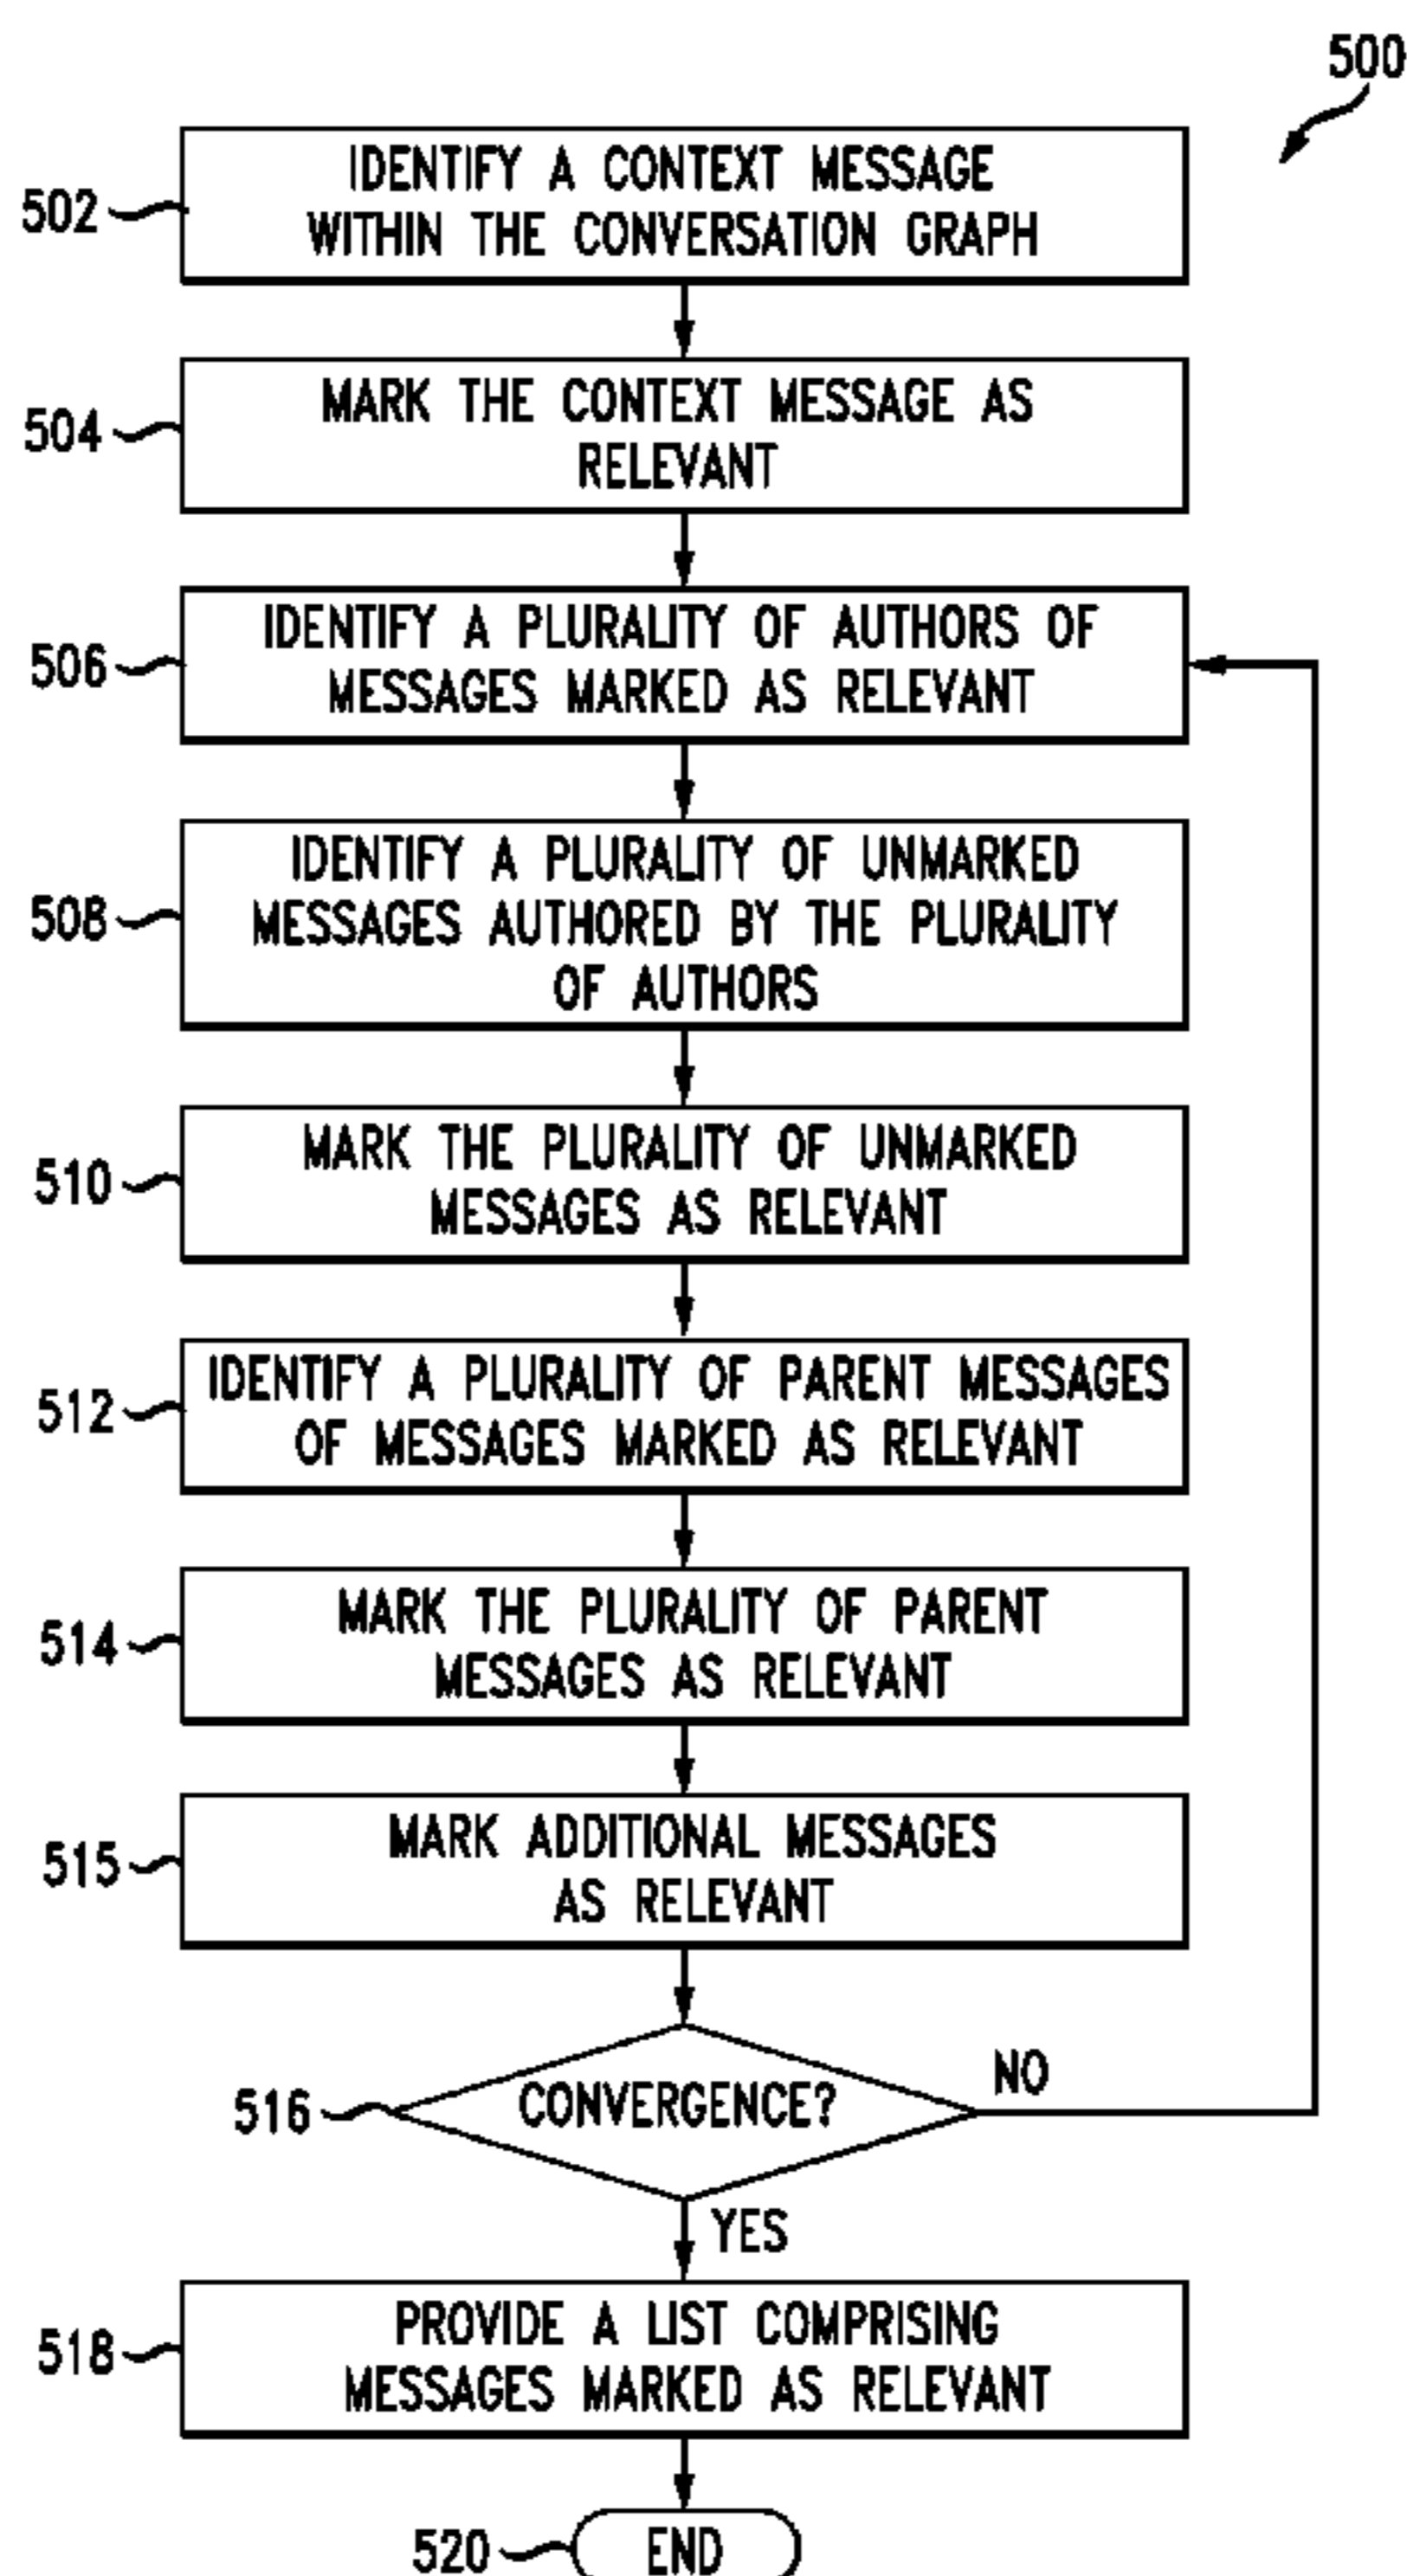 500
502
IDENTIFY A CONTEXT MESSAGE
WITHIN THE CONVERSATION GRAPH
504
MARK THE CONTEXT MESSAGE AS
RELEVANT
506
IDENTIFY A PLURALITY OF AUTHORS OF
MESSAGES MARKED AS RELEVANT
508
IDENTIFY A PLURALITY OF UNMARKED
MESSAGES AUTHORED BY THE PLURALITY
OF AUTHORS
510
MARK THE PLURALITY OF UNMARKED
MESSAGES AS RELEVANT
512
IDENTIFY A PLURALITY OF PARENT MESSAGES
OF MESSAGES MARKED AS RELEVANT
514
MARK THE PLURALITY OF PARENT
MESSAGES AS RELEVANT
515
MARK ADDITIONAL MESSAGES
AS RELEVANT
516
CONVERGENCE?
NO
YES
518
PROVIDE A LIST COMPRISING
MESSAGES MARKED AS RELEVANT
520
END